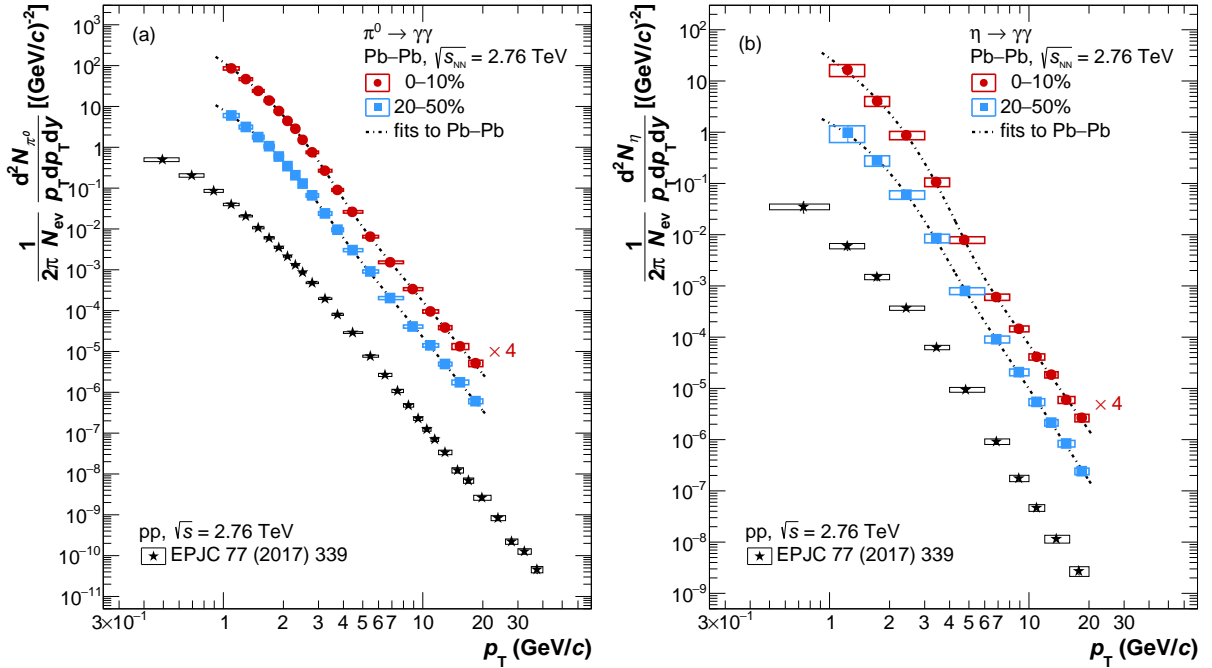 (a)
π⁰ → γγ
Pb–Pb, √s_NN = 2.76 TeV
0–10%
20–50%
fits to Pb–Pb
× 4
pp, √s = 2.76 TeV
EPJC 77 (2017) 339
1/(2π N_ev) d²N_π⁰/(p_T dp_T dy) [(GeV/c)⁻²]
10³
10²
10
1
10⁻¹
10⁻²
10⁻³
10⁻⁴
10⁻⁵
10⁻⁶
10⁻⁷
10⁻⁸
10⁻⁹
10⁻¹⁰
10⁻¹¹
3×10⁻¹ 1 2 3 4 5 6 7 10 20 30
p_T (GeV/c)
(b)
η → γγ
Pb–Pb, √s_NN = 2.76 TeV
0–10%
20–50%
fits to Pb–Pb
× 4
pp, √s = 2.76 TeV
EPJC 77 (2017) 339
1/(2π N_ev) d²N_η/(p_T dp_T dy) [(GeV/c)⁻²]
10²
10
1
10⁻¹
10⁻²
10⁻³
10⁻⁴
10⁻⁵
10⁻⁶
10⁻⁷
10⁻⁸
10⁻⁹
3×10⁻¹ 1 2 3 4 5 6 7 10 20 30
p_T (GeV/c)